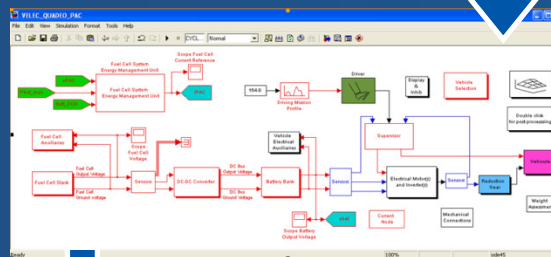 VELEC_QUADEO_PAC
File Edit View Simulation Format Tools Help
CYCL... Normal
Fuel Cell System
Energy Management Unit
Fuel Cell System
Energy Management Unit
Scope Fuel Cell
Current Reference
154.0
Driving Mission
Profile
Driver
Display
&
Vehicle
Selection
Double click
for post-processing
Fuel Cell
Auxiliaries
Scope
Fuel Cell
Voltage
Vehicle
Electrical
Auxiliaries
Supervisor
Fuel Cell Stack
Fuel Cell
Output Voltage
Fuel Cell
Ground Voltage
Sensors
DC-DC Converter
DC Bus
Output Voltage
DC Bus
Ground Voltage
Battery Bank
Sensors
Electrical Motor(s)
and Inverter(s)
Sensors
Reduction
Gear
Vehicle
Scope Battery
Output Voltage
Current
Node
Mechanical
Connections
Weight
Ready
100%
ode45